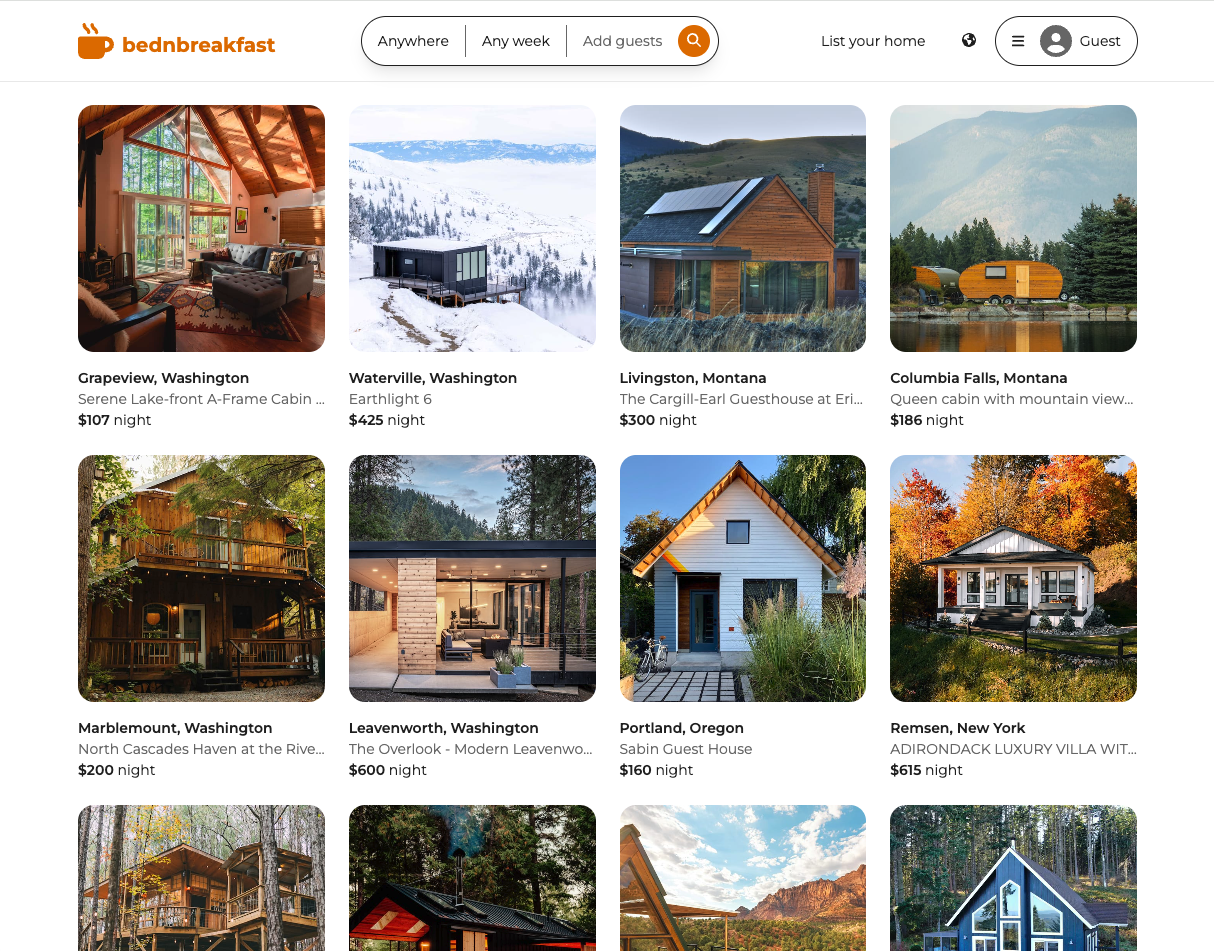 bednbreakfast
Anywhere
Any week
Add guests
List your home
Guest
Grapeview, Washington
Serene Lake-front A-Frame Cabin ...
$107 night
Waterville, Washington
Earthlight 6
$425 night
Livingston, Montana
The Cargill-Earl Guesthouse at Eri...
$300 night
Columbia Falls, Montana
Queen cabin with mountain view...
$186 night
Marblemount, Washington
North Cascades Haven at the Rive...
$200 night
Leavenworth, Washington
The Overlook - Modern Leavenwo...
$600 night
Portland, Oregon
Sabin Guest House
$160 night
Remsen, New York
ADIRONDACK LUXURY VILLA WIT...
$615 night